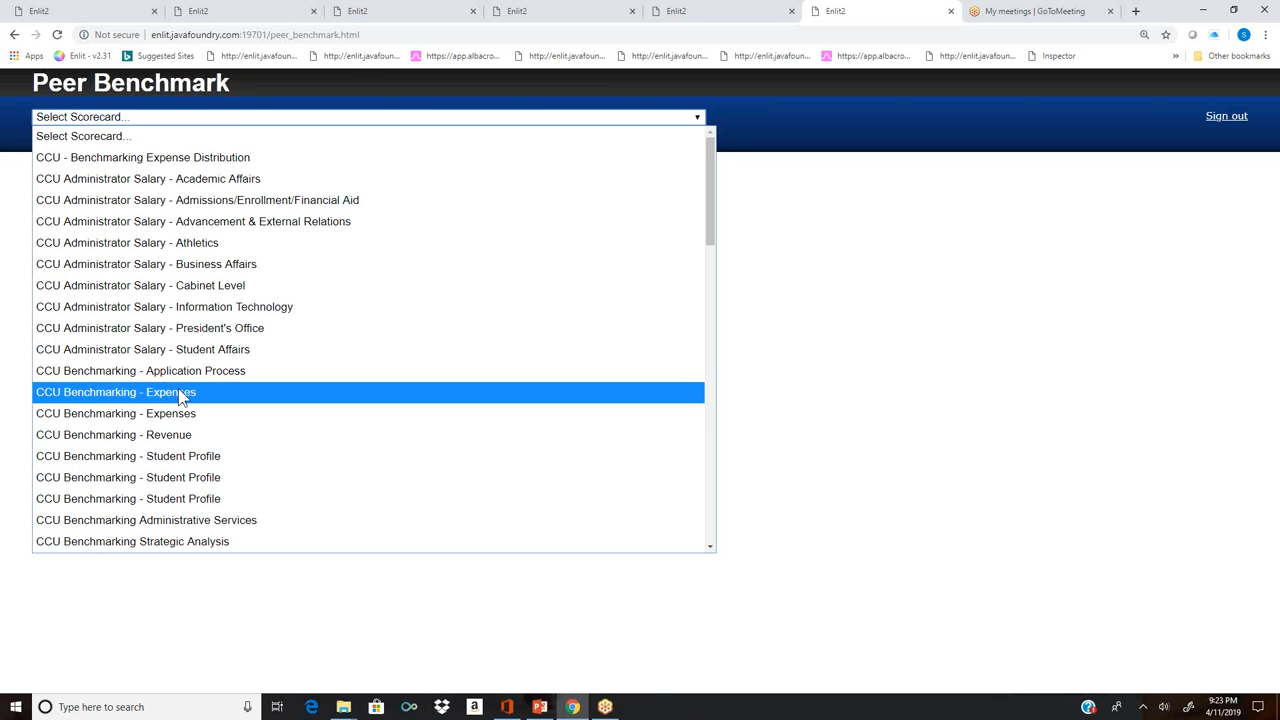 Enlit2
Enlit2
Enlit2
Enlit2
Enlit2
Enlit2
My meetings | GoToMeeting
Not secure | enlit.javafoundry.com:19701/peer_benchmark.html
Apps
Enlit - v2.31
Suggested Sites
http://enlit.javafoun...
http://enlit.javafoun...
https://app.albacro...
http://enlit.javafoun...
http://enlit.javafoun...
http://enlit.javafoun...
https://app.albacro...
http://enlit.javafoun...
Inspector
»
Other bookmarks
Peer Benchmark
Select Scorecard...
Sign out
Select Scorecard...
CCU - Benchmarking Expense Distribution
CCU Administrator Salary - Academic Affairs
CCU Administrator Salary - Admissions/Enrollment/Financial Aid
CCU Administrator Salary - Advancement & External Relations
CCU Administrator Salary - Athletics
CCU Administrator Salary - Business Affairs
CCU Administrator Salary - Cabinet Level
CCU Administrator Salary - Information Technology
CCU Administrator Salary - President's Office
CCU Administrator Salary - Student Affairs
CCU Benchmarking - Application Process
CCU Benchmarking - Expenses
CCU Benchmarking - Expenses
CCU Benchmarking - Revenue
CCU Benchmarking - Student Profile
CCU Benchmarking - Student Profile
CCU Benchmarking - Student Profile
CCU Benchmarking Administrative Services
CCU Benchmarking Strategic Analysis
Type here to search
9:23 PM
4/11/2019